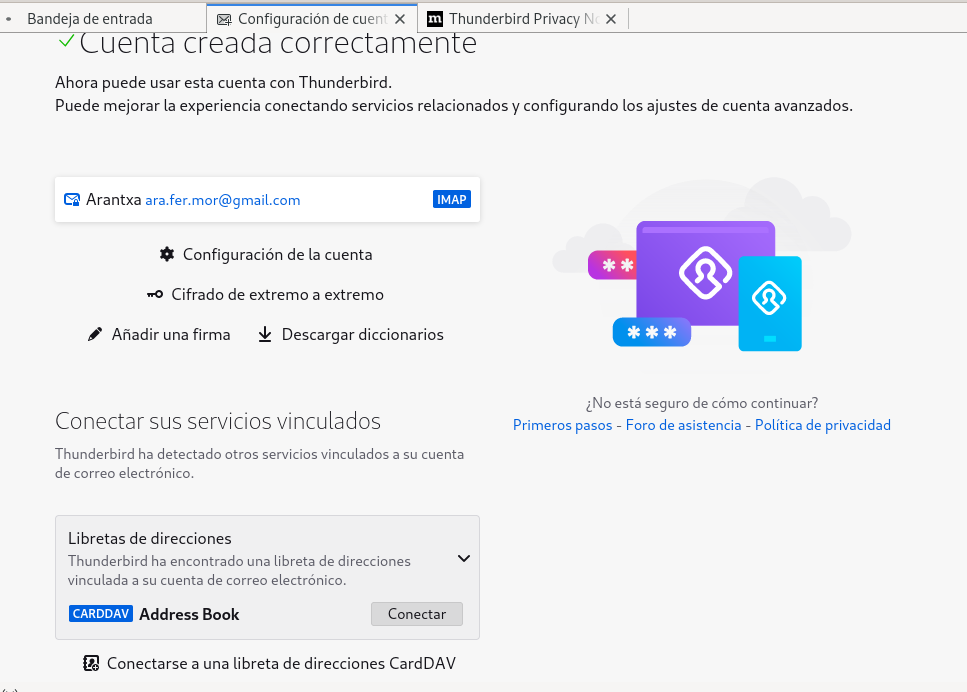 Bandeja de entrada
Configuración de cuent
Thunderbird Privacy No
Cuenta creada correctamente
Ahora puede usar esta cuenta con Thunderbird.
Puede mejorar la experiencia conectando servicios relacionados y configurando los ajustes de cuenta avanzados.
Arantxa ara.fer.mor@gmail.com IMAP
Configuración de la cuenta
Cifrado de extremo a extremo
Añadir una firma
Descargar diccionarios
¿No está seguro de cómo continuar?
Primeros pasos - Foro de asistencia - Política de privacidad
Conectar sus servicios vinculados
Thunderbird ha detectado otros servicios vinculados a su cuenta
de correo electrónico.
Libretas de direcciones
Thunderbird ha encontrado una libreta de direcciones
vinculada a su cuenta de correo electrónico.
CARDDAV Address Book
Conectar
Conectarse a una libreta de direcciones CardDAV